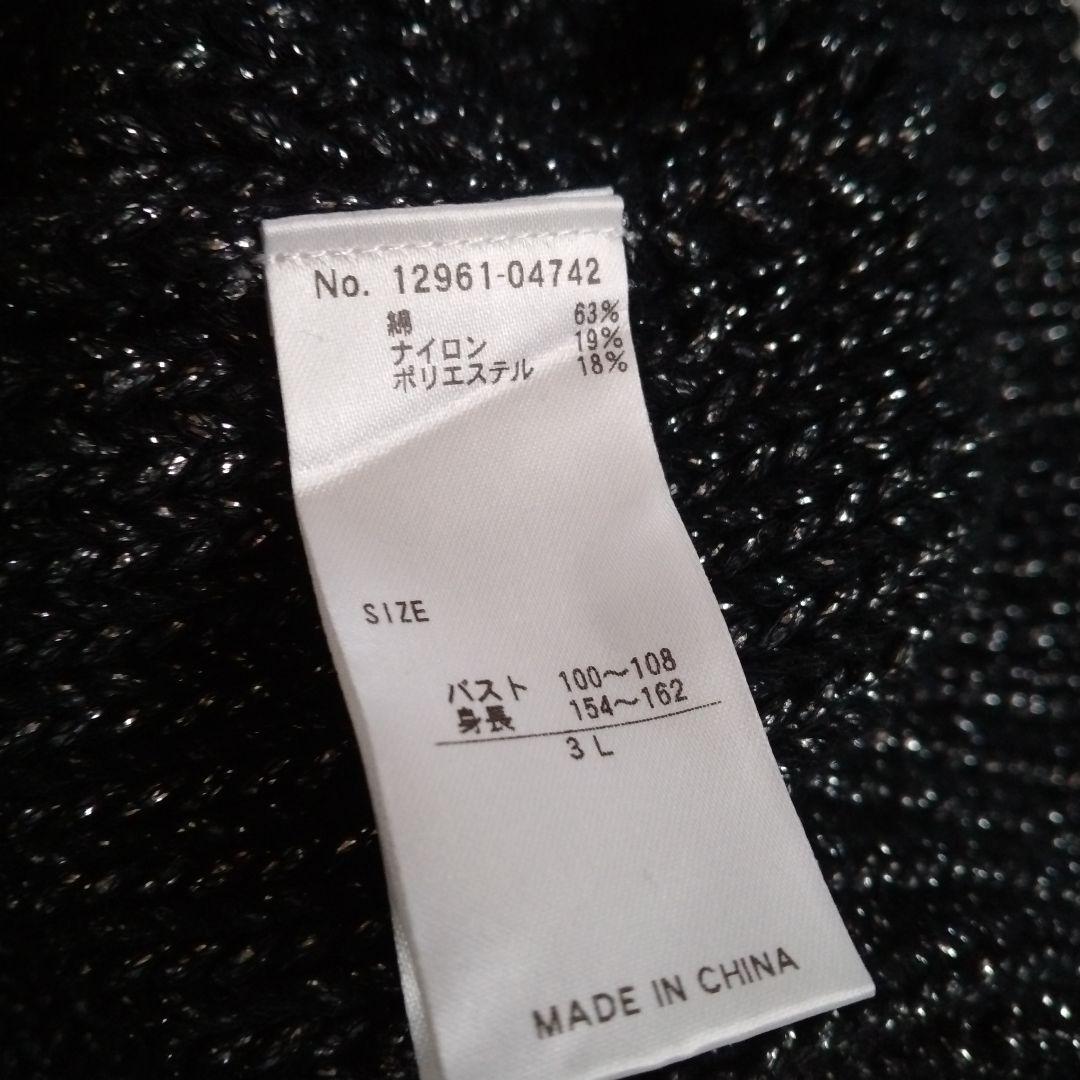 No. 12961-04742
綿 63%
ナイロン 19%
ポリエステル 18%
SIZE
バスト 100〜108
身長 154〜162
3L
MADE IN CHINA